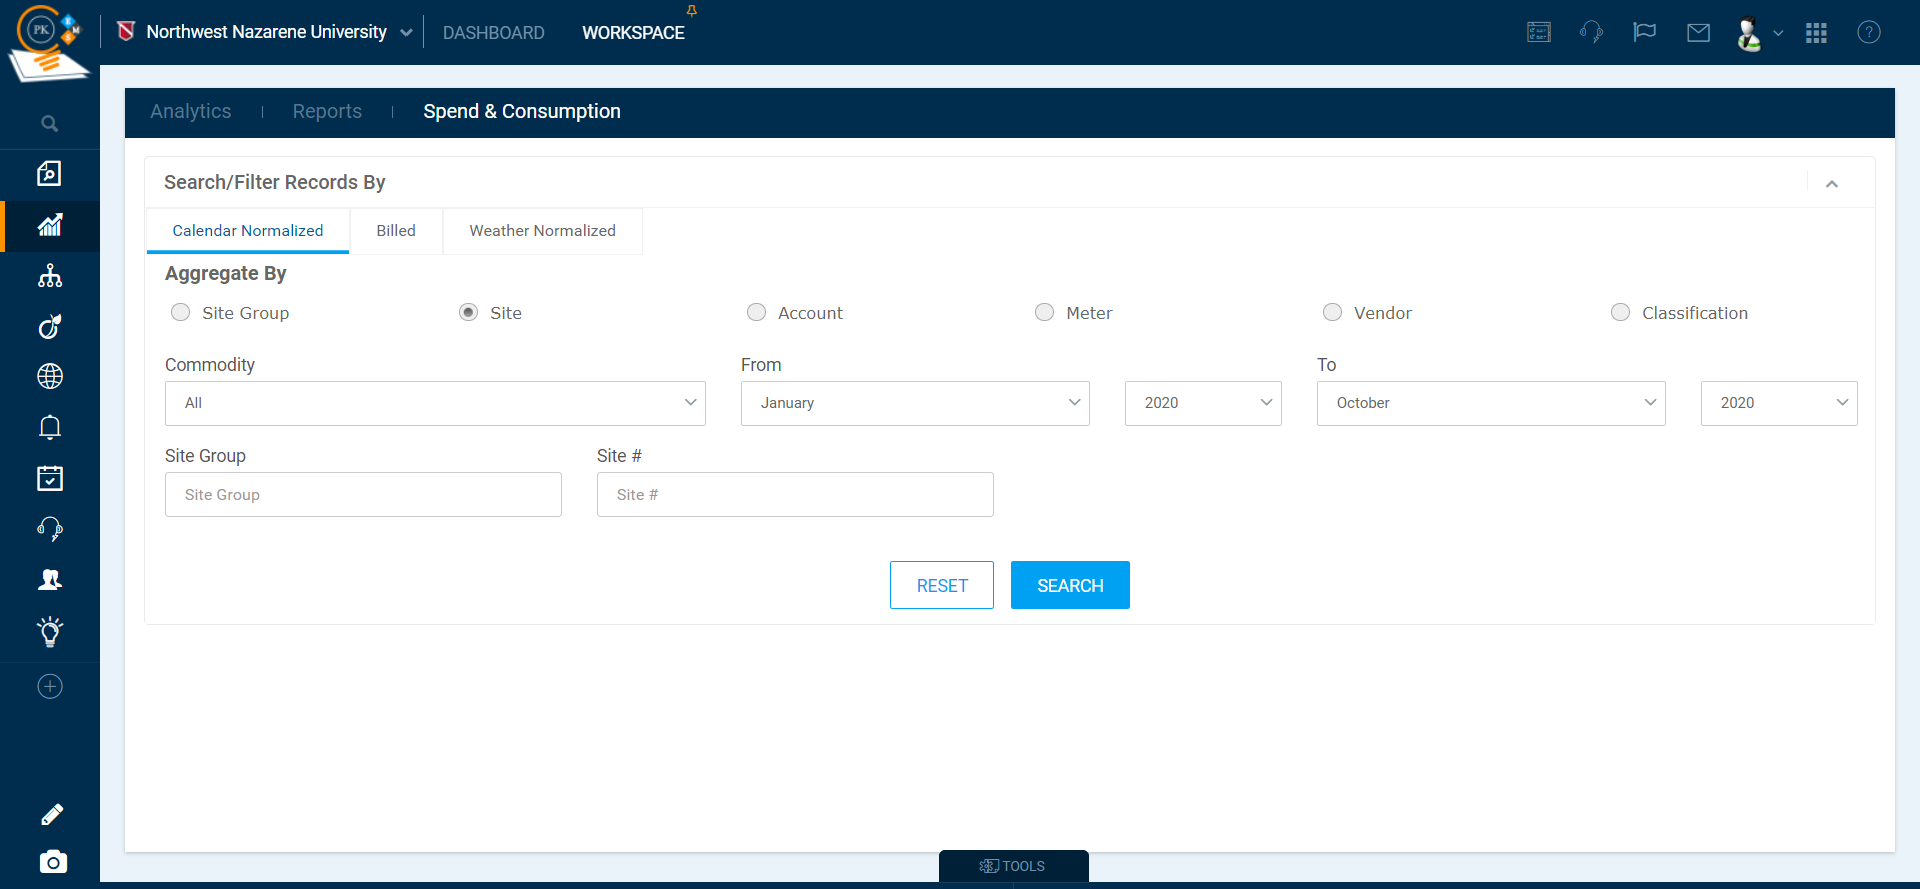 PK E M S
Northwest Nazarene University DASHBOARD WORKSPACE
Analytics Reports Spend & Consumption
Search/Filter Records By
Calendar Normalized Billed Weather Normalized
Aggregate By
Site Group Site Account Meter Vendor Classification
Commodity From To
All January 2020 October 2020
Site Group Site #
Site Group Site #
RESET SEARCH
TOOLS